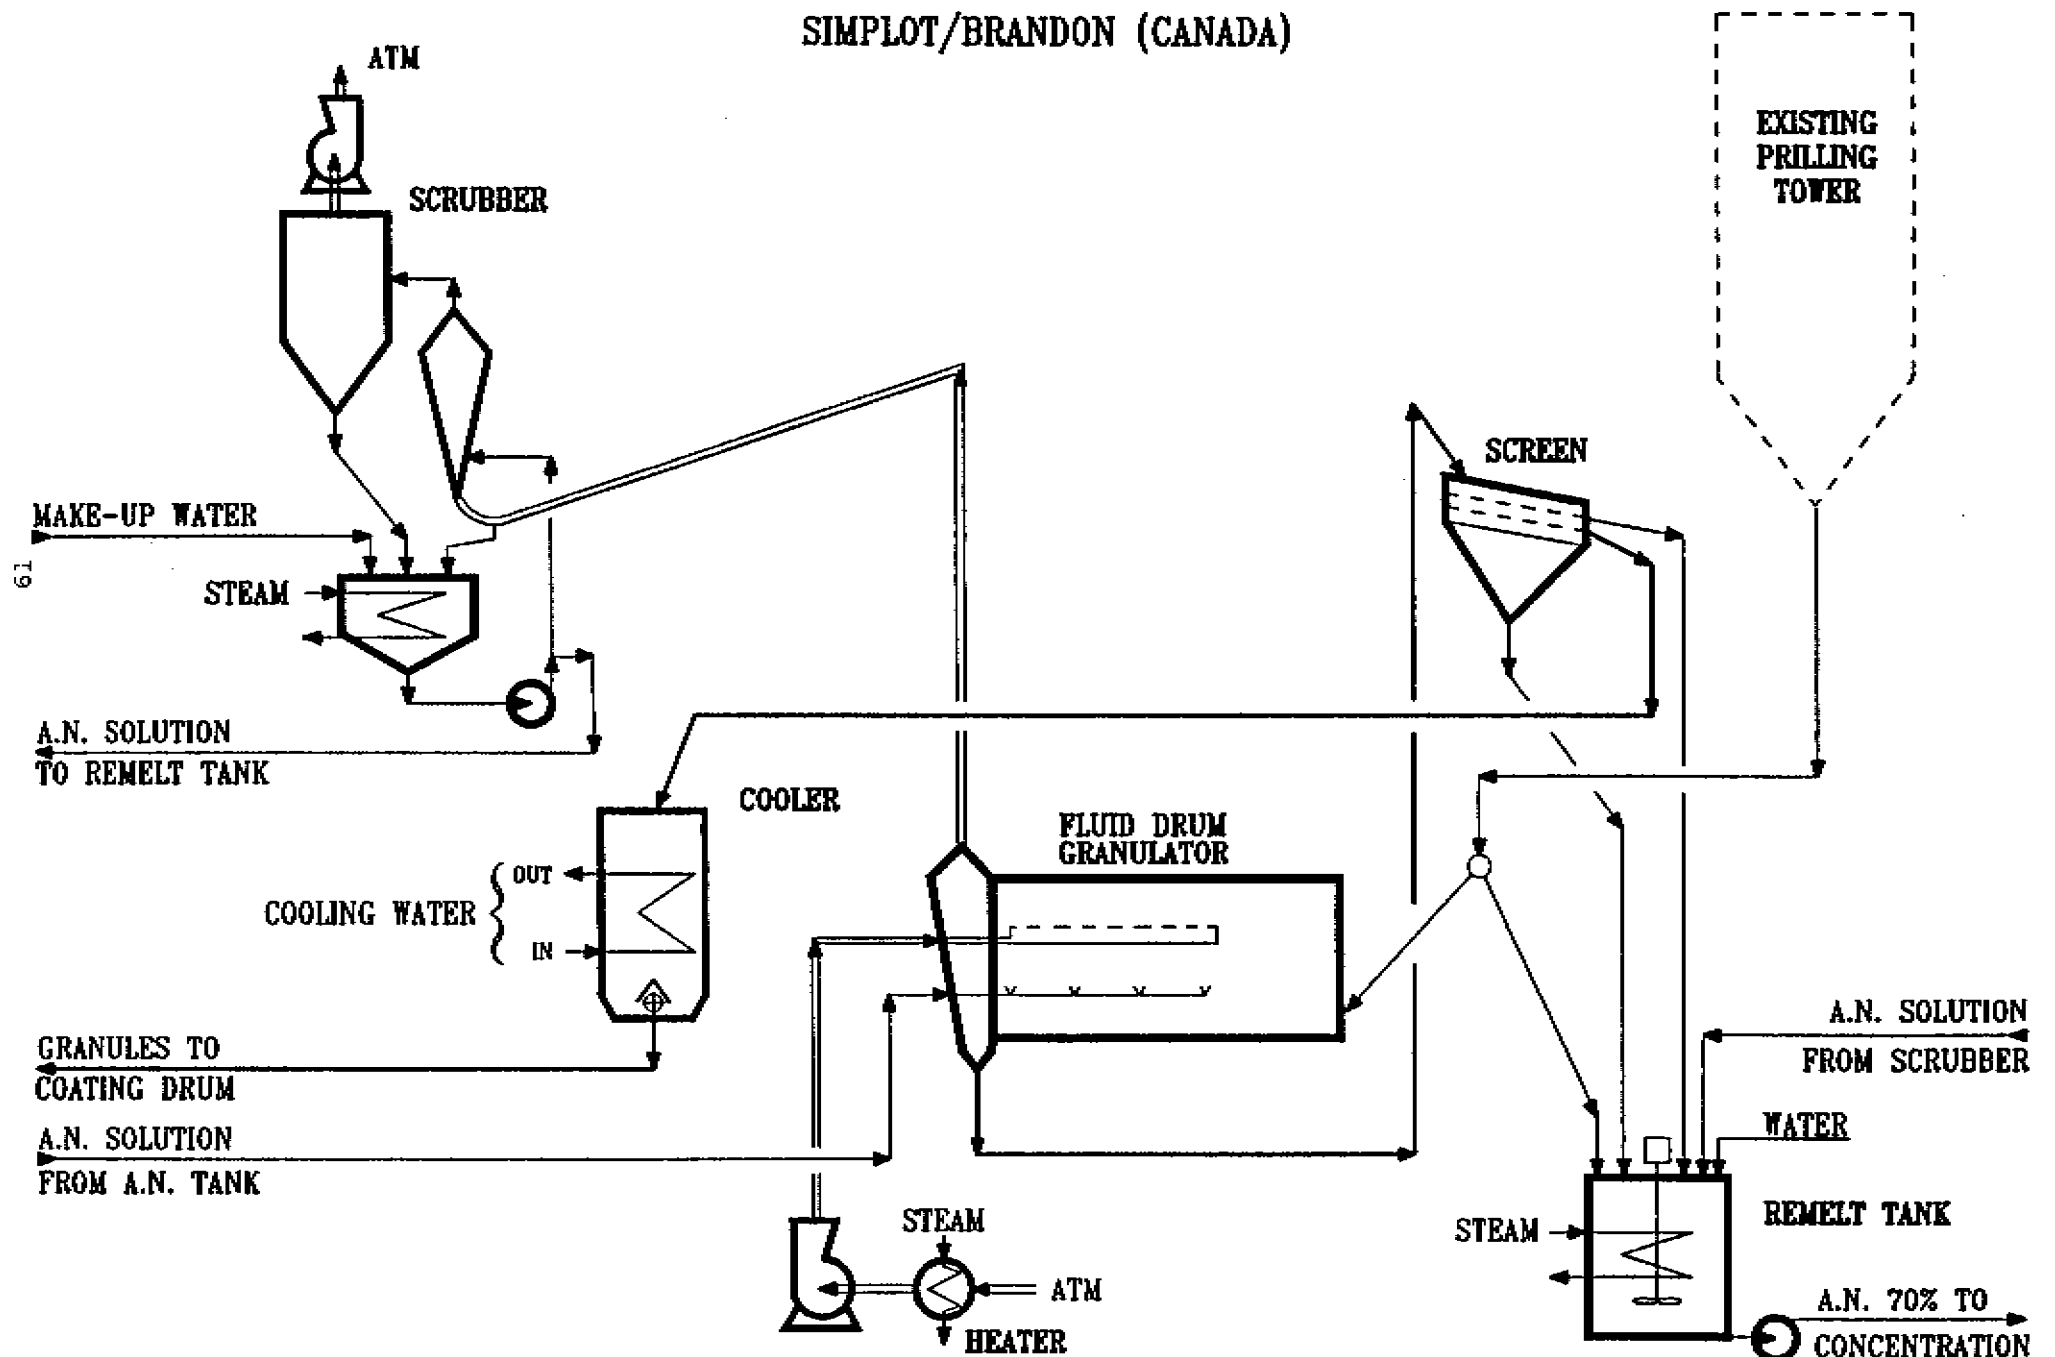 SIMPLOT/BRANDON (CANADA)
ATM
EXISTING
PRILLING
TOWER
SCRUBBER
SCREEN
MAKE-UP WATER
61
STEAM
A.N. SOLUTION
TO REMELT TANK
COOLER
FLUID DRUM
GRANULATOR
OUT
COOLING WATER
IN
GRANULES TO
COATING DRUM
A.N. SOLUTION
FROM SCRUBBER
WATER
A.N. SOLUTION
FROM A.N. TANK
STEAM
REMELT TANK
STEAM
ATM
HEATER
A.N. 70% TO
CONCENTRATION